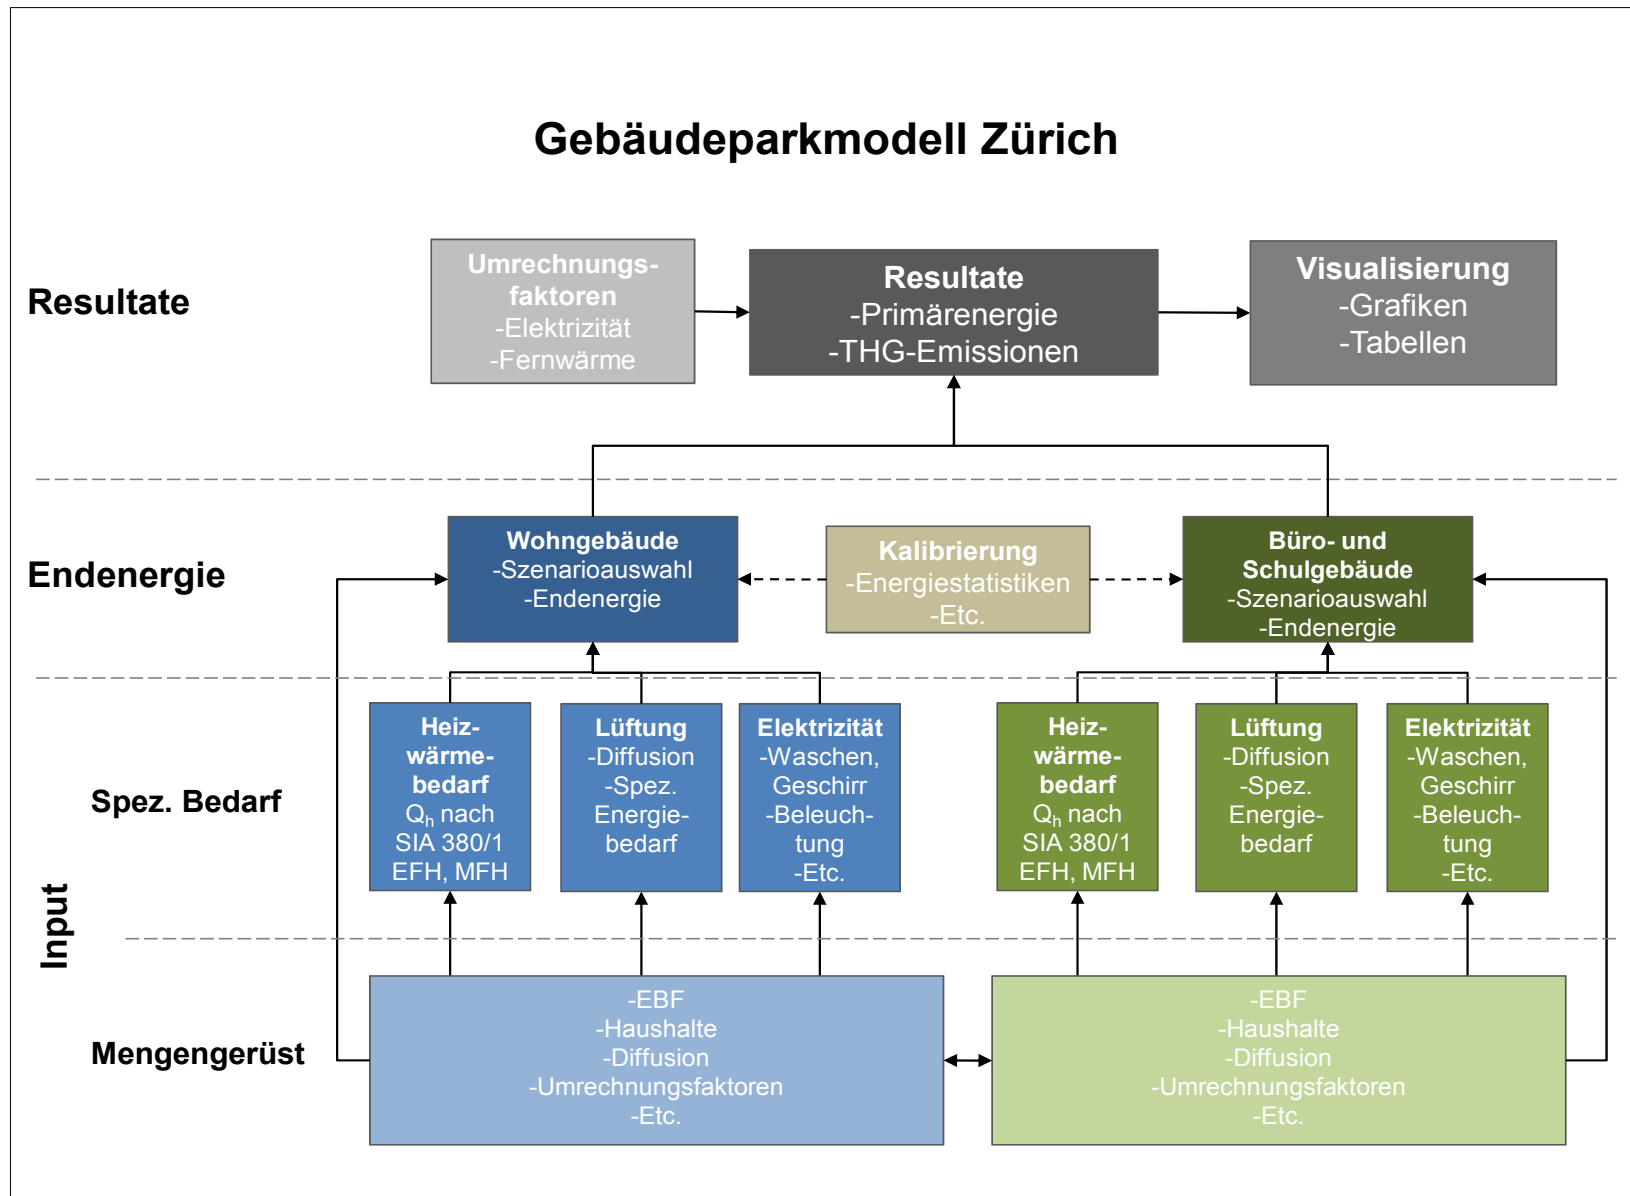 Gebäudeparkmodell Zürich
Resultate
Umrechnungs-
faktoren
-Elektrizität
-Fernwärme
Resultate
-Primärenergie
-THG-Emissionen
Visualisierung
-Grafiken
-Tabellen
Endenergie
Wohngebäude
-Szenarioauswahl
-Endenergie
Kalibrierung
-Energiestatistiken
-Etc.
Büro- und
Schulgebäude
-Szenarioauswahl
-Endenergie
Input
Spez. Bedarf
Heiz-
wärme-
bedarf
Qh nach
SIA 380/1
EFH, MFH
Lüftung
-Diffusion
-Spez.
Energie-
bedarf
Elektrizität
-Waschen,
Geschirr
-Beleuch-
tung
-Etc.
Heiz-
wärme-
bedarf
Qh nach
SIA 380/1
EFH, MFH
Lüftung
-Diffusion
-Spez.
Energie-
bedarf
Elektrizität
-Waschen,
Geschirr
-Beleuch-
tung
-Etc.
Mengengerüst
-EBF
-Haushalte
-Diffusion
-Umrechnungsfaktoren
-Etc.
-EBF
-Haushalte
-Diffusion
-Umrechnungsfaktoren
-Etc.